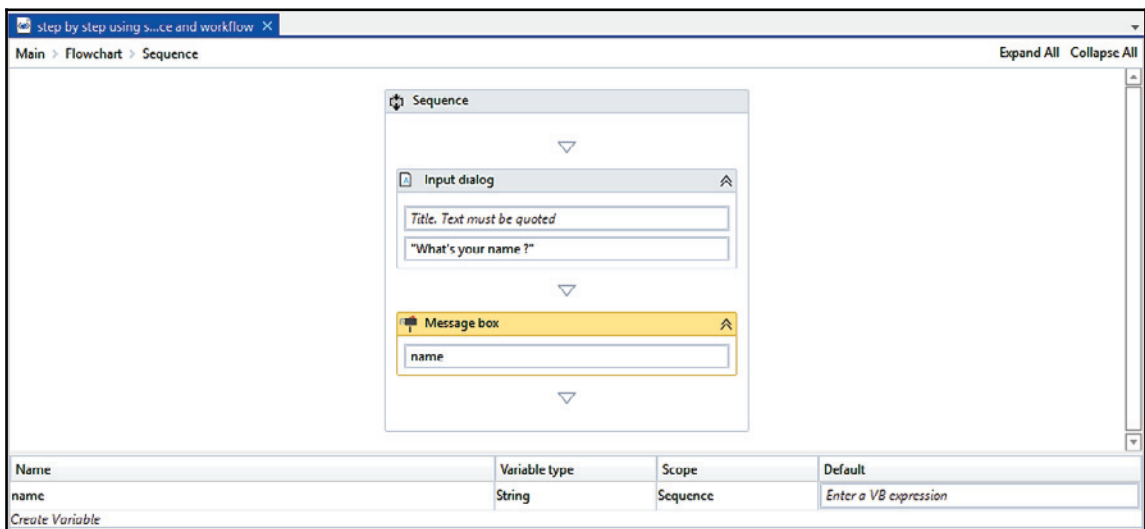 step by step using s...ce and workflow
Main > Flowchart > Sequence Expand All Collapse All
Sequence
Input dialog
Title. Text must be quoted
"What's your name ?"
Message box
name
Name Variable type Scope Default
name String Sequence Enter a VB expression
Create Variable